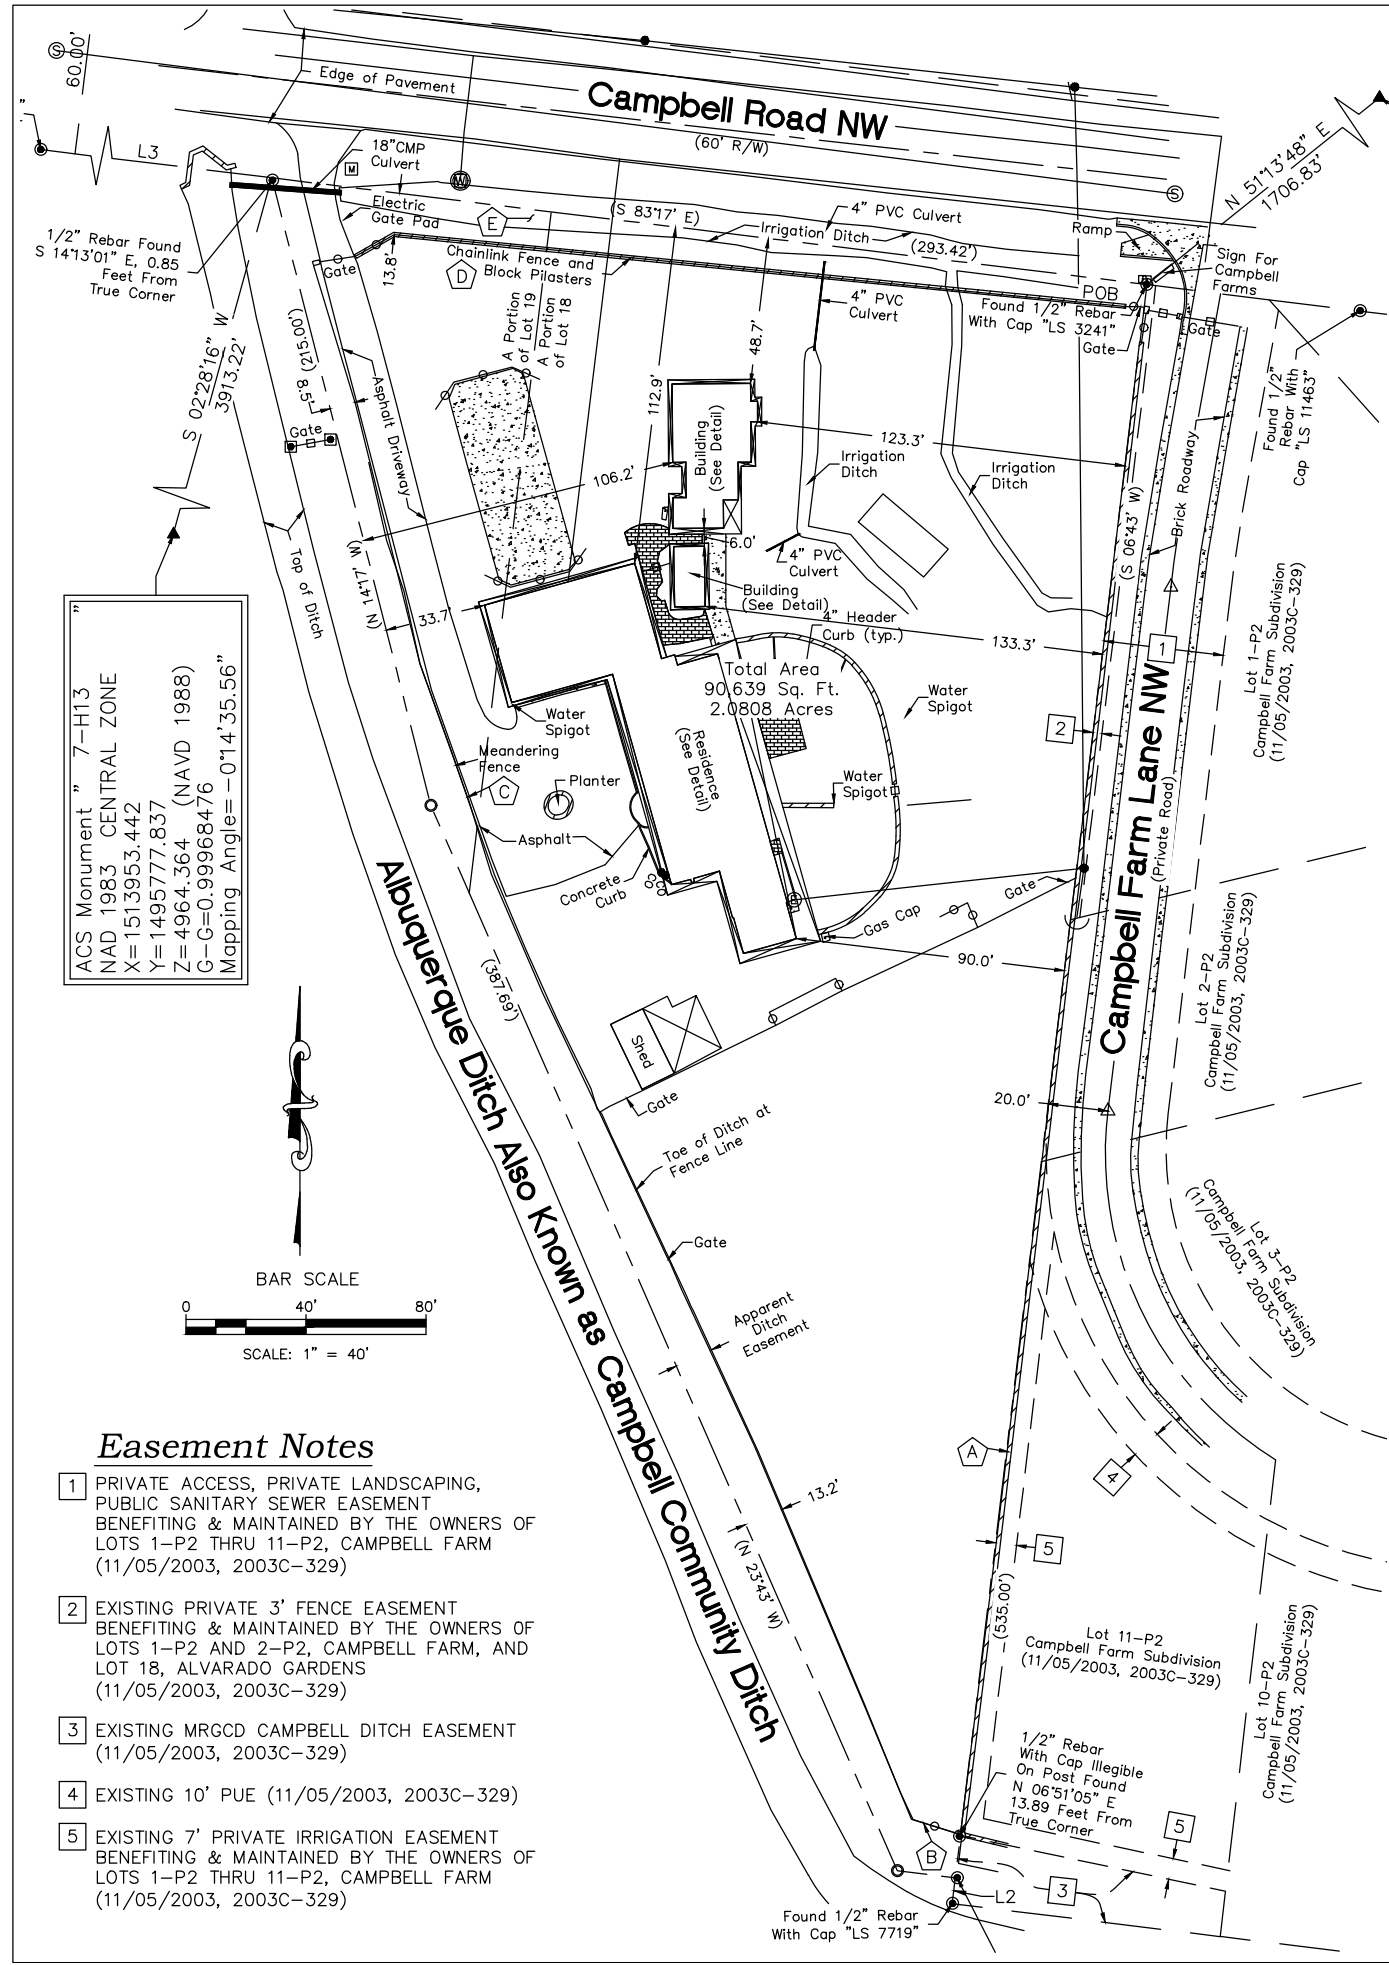 60.00'
S
Edge of Pavement
Campbell Road NW
(60' R/W)
S
N 51°13'48" E
1706.83'
"
L3
18"CMP
Culvert
M
W
Electric
Gate Pad
E
(S 83°17' E)
4" PVC Culvert
Irrigation Ditch
(293.42')
Ramp
Sign For
Campbell
Farms
1/2" Rebar Found
S 14°13'01" E, 0.85
Feet From
True Corner
Gate
13.8'
D
Chainlink Fence and
Block Pilasters
4" PVC
Culvert
POB
Found 1/2" Rebar
With Cap "LS 3241"
Gate
Gate
S 02°28'16" W
3913.22'
(215.00')
8.5'
Gate
Asphalt Driveway
A Portion
of Lot 19
A Portion
of Lot 18
48.7'
112.9'
Building
(See Detail)
123.3'
Irrigation
Ditch
Irrigation
Ditch
Found 1/2"
Rebar With
Cap "LS 11463"
Brick Roadway
(S 06°43' W)
106.2'
6.0'
4" PVC
Culvert
Top of Ditch
(N 14°17' W)
33.7'
Building
(See Detail)
4" Header
Curb (typ.)
133.3'
1
Lot 1-P2
Campbell Farm Subdivision
(11/05/2003, 2003C-329)
ACS Monument " 7-H13 "
NAD 1983 CENTRAL ZONE
X=1513953.442
Y=1495777.837
Z=4964.364 (NAVD 1988)
G-G=0.99968476
Mapping Angle=-0°14'35.56"
Total Area
90,639 Sq. Ft.
2.0808 Acres
Water
Spigot
Water
Spigot
2
Residence
(See Detail)
Meandering
Fence
C
Planter
Water
Spigot
Asphalt
Concrete
Curb
CO
CO
Gate
Gas Cap
Campbell Farm Lane NW
(Private Road)
Lot 2-P2
Campbell Farm Subdivision
(11/05/2003, 2003C-329)
90.0'
(387.69')
Albuquerque Ditch Also Known as Campbell Community Ditch
Shed
Gate
20.0'
Toe of Ditch at
Fence Line
Lot 3-P2
Campbell Farm Subdivision
(11/05/2003, 2003C-329)
Gate
BAR SCALE
0 40' 80'
SCALE: 1" = 40'
Apparent
Ditch
Easement
A
4
13.2'
5
(N 23°43' W)
(535.00')
Easement Notes
1 PRIVATE ACCESS, PRIVATE LANDSCAPING,
PUBLIC SANITARY SEWER EASEMENT
BENEFITING & MAINTAINED BY THE OWNERS OF
LOTS 1-P2 THRU 11-P2, CAMPBELL FARM
(11/05/2003, 2003C-329)
2 EXISTING PRIVATE 3' FENCE EASEMENT
BENEFITING & MAINTAINED BY THE OWNERS OF
LOTS 1-P2 AND 2-P2, CAMPBELL FARM, AND
LOT 18, ALVARADO GARDENS
(11/05/2003, 2003C-329)
3 EXISTING MRGCD CAMPBELL DITCH EASEMENT
(11/05/2003, 2003C-329)
4 EXISTING 10' PUE (11/05/2003, 2003C-329)
5 EXISTING 7' PRIVATE IRRIGATION EASEMENT
BENEFITING & MAINTAINED BY THE OWNERS OF
LOTS 1-P2 THRU 11-P2, CAMPBELL FARM
(11/05/2003, 2003C-329)
Lot 11-P2
Campbell Farm Subdivision
(11/05/2003, 2003C-329)
Lot 10-P2
Campbell Farm Subdivision
(11/05/2003, 2003C-329)
1/2" Rebar
With Cap Illegible
On Post Found
N 06°51'05" E
13.89 Feet From
True Corner
5
B
3
L2
Found 1/2" Rebar
With Cap "LS 7719"